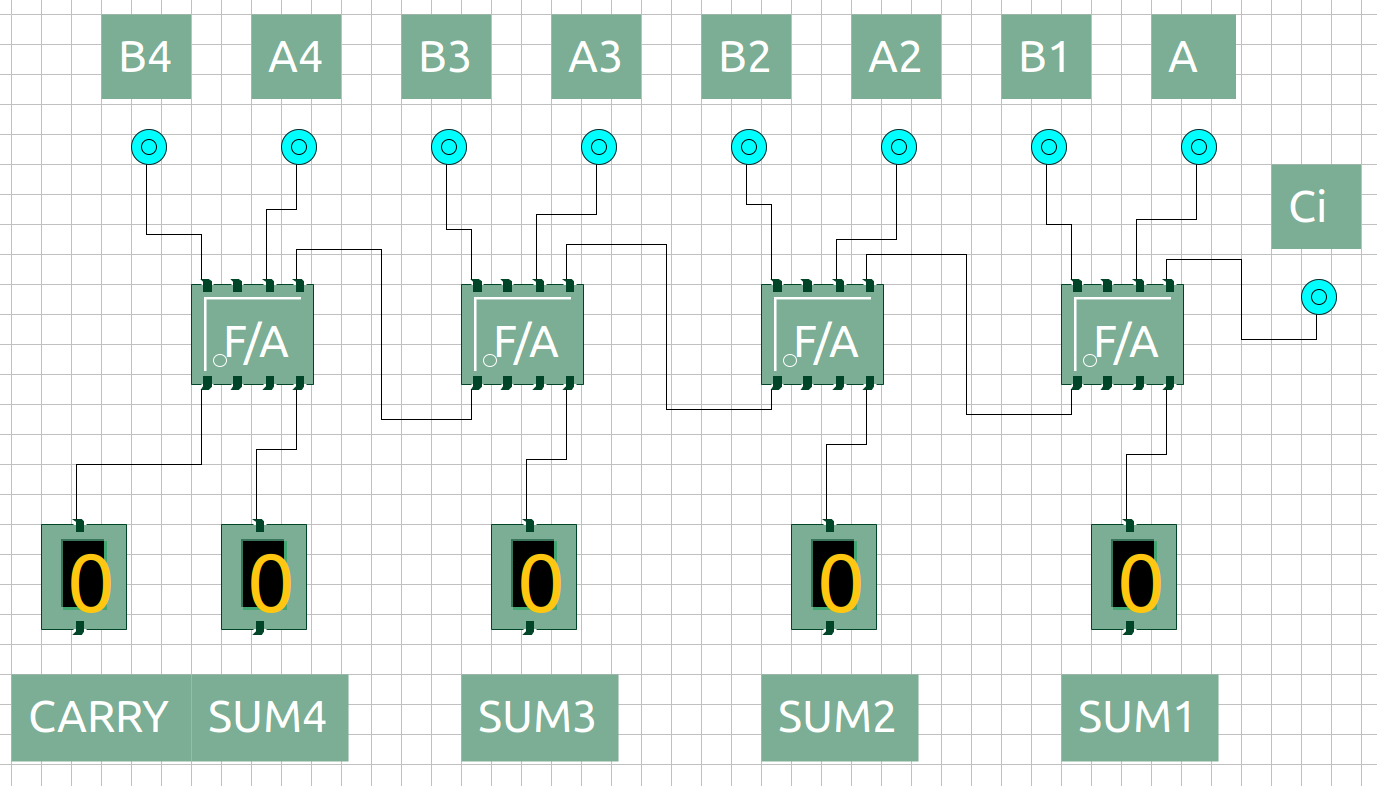 B4 A4 B3 A3 B2 A2 B1 A
Ci
F/A F/A F/A F/A
0 0 0 0 0
CARRY SUM4 SUM3 SUM2 SUM1